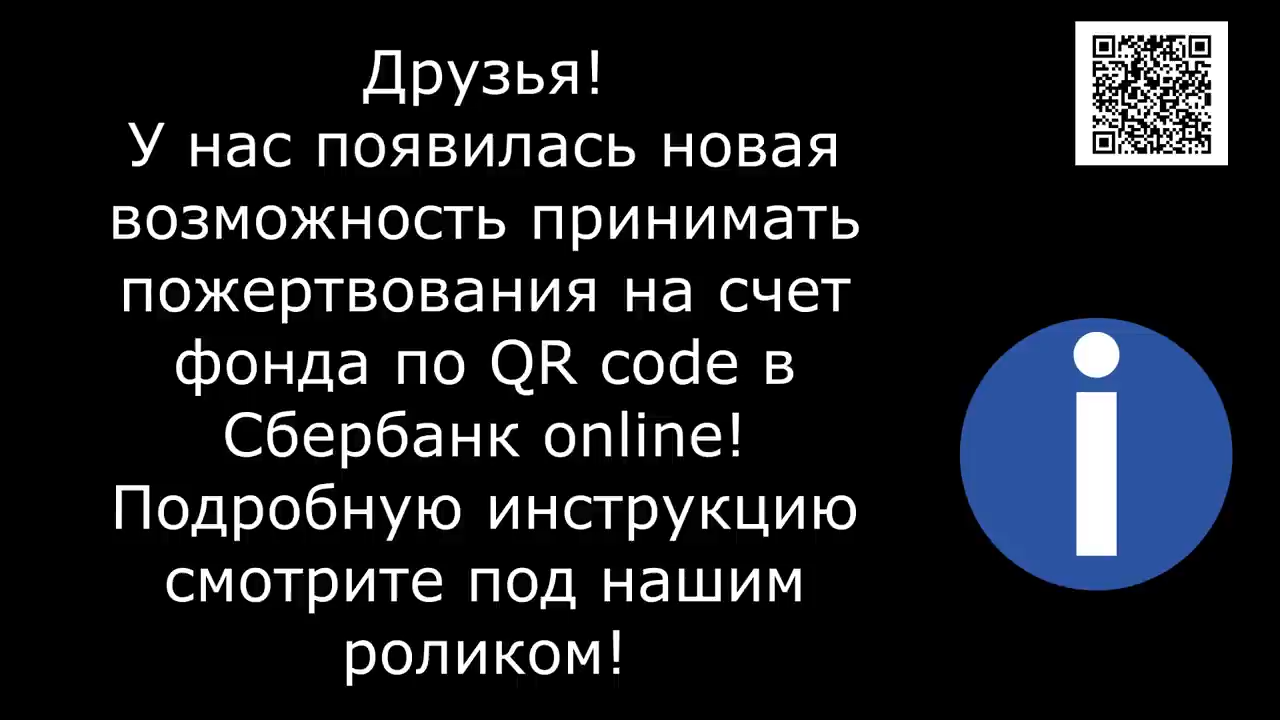 Друзья!
У нас появилась новая
возможность принимать
пожертвования на счет
фонда по QR code в
Сбербанк online!
Подробную инструкцию
смотрите под нашим
роликом!